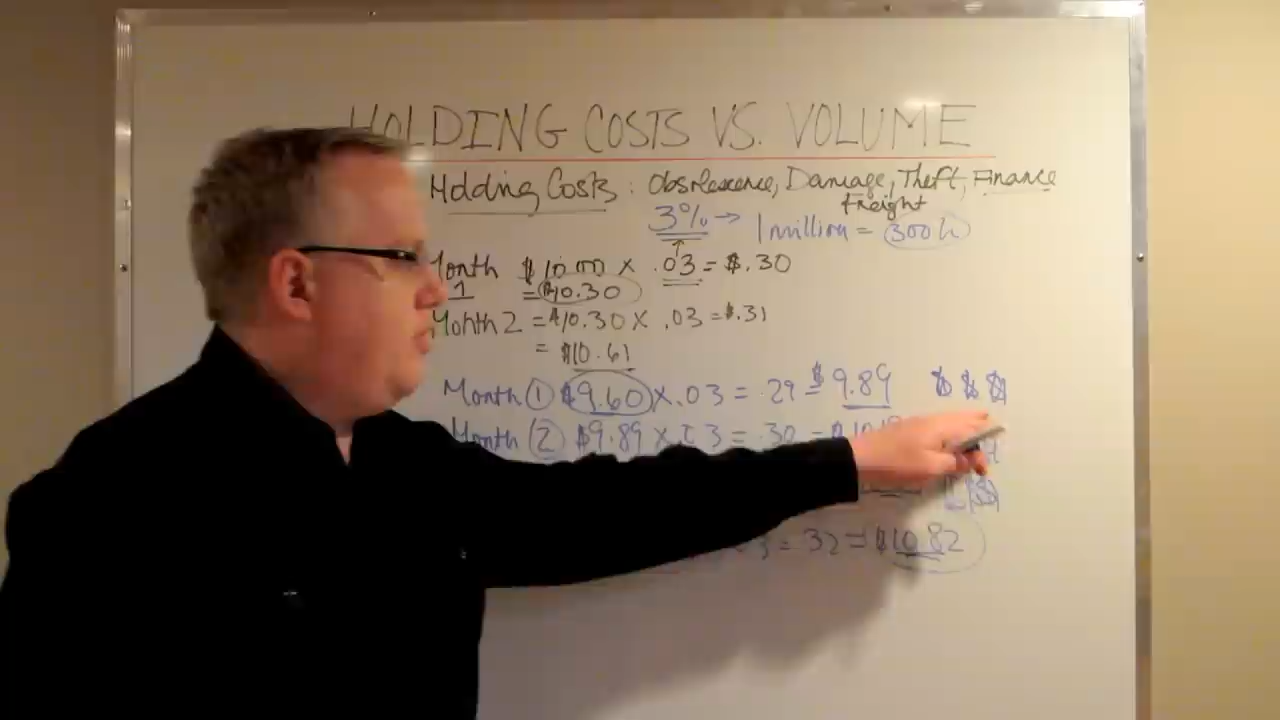 HOLDING COSTS VS. VOLUME
Holding Costs : Obsolescence, Damage, Theft, Finance
freight
3% → 1 million = 300k
Month $10.00 x .03 = $.30
1 = $10.30
Month 2 = $10.30 x .03 = $.31
= $10.61
Month 1 $9.60 x .03 = .29 = $9.89 $ $ $
Month 2 $9.89 x .03 = .30 =
= .32 = $10.82